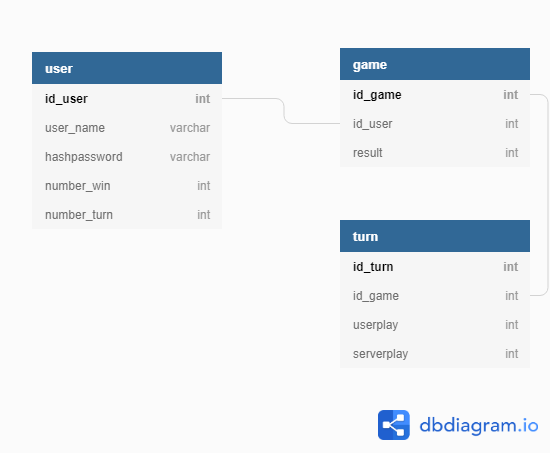 user
id_user int
user_name varchar
hashpassword varchar
number_win int
number_turn int
game
id_game int
id_user int
result int
turn
id_turn int
id_game int
userplay int
serverplay int
dbdiagram.io